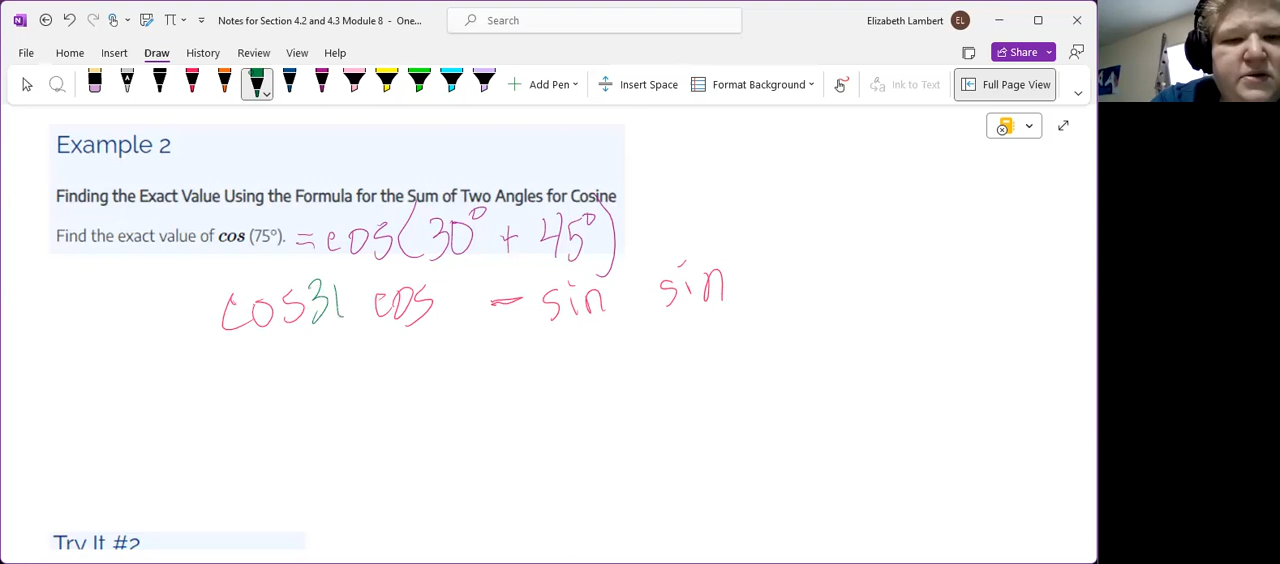 Notes for Section 4.2 and 4.3 Module 8 - One...
Search
Elizabeth Lambert
EL
File Home Insert Draw History Review View Help
Share
Add Pen
Insert Space
Format Background
Ink to Text
Full Page View
Example 2
Finding the Exact Value Using the Formula for the Sum of Two Angles for Cosine
Find the exact value of cos (75°). = cos(30° + 45°)
cos 3 cos - sin sin
Try It #2